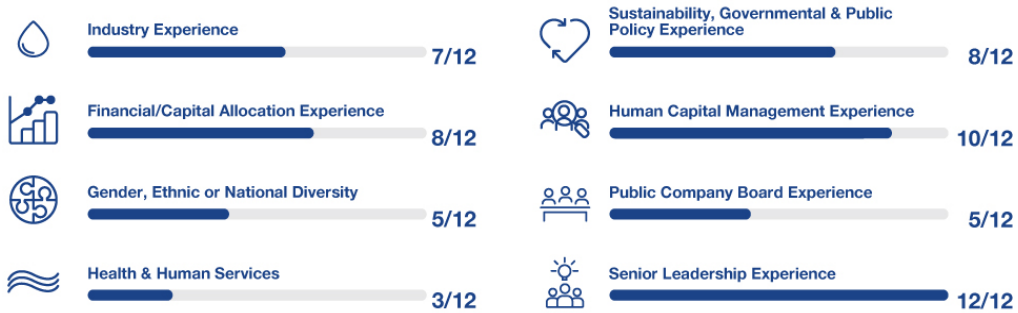 Industry Experience
7/12
Financial/Capital Allocation Experience
8/12
Gender, Ethnic or National Diversity
5/12
Health & Human Services
3/12
Sustainability, Governmental & Public
Policy Experience
8/12
Human Capital Management Experience
10/12
Public Company Board Experience
5/12
Senior Leadership Experience
12/12